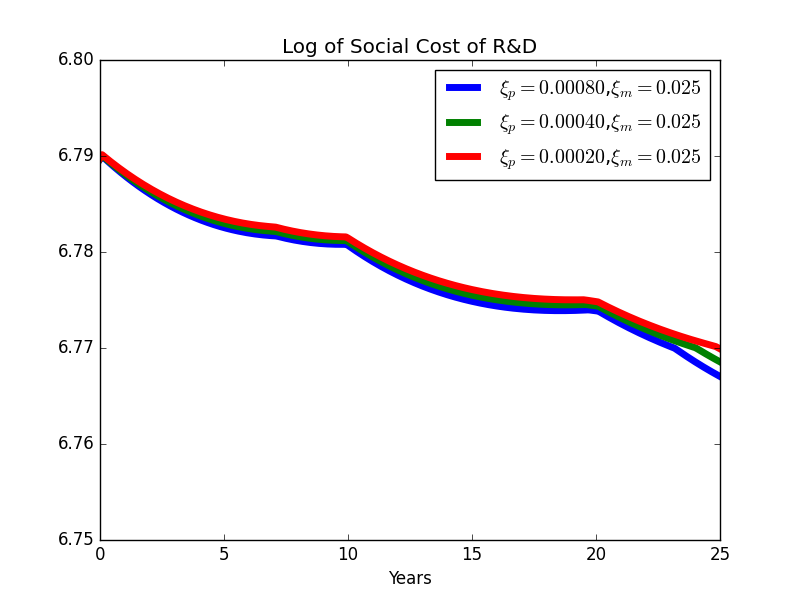 Log of Social Cost of R&D
6.80
6.79
6.78
6.77
6.76
6.75
0 5 10 15 20 25
Years
ξp = 0.00080,ξm = 0.025
ξp = 0.00040,ξm = 0.025
ξp = 0.00020,ξm = 0.025